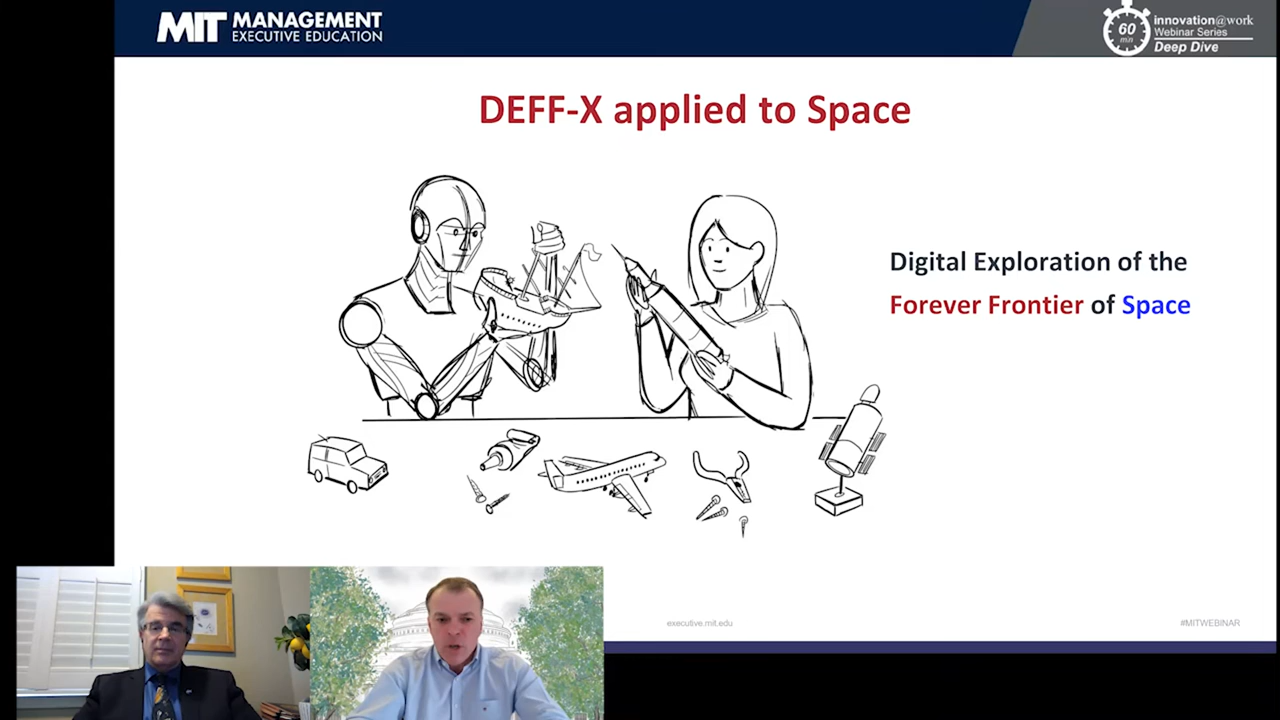 MIT MANAGEMENT
EXECUTIVE EDUCATION
60
min
innovation@work
Webinar Series
Deep Dive
DEFF-X applied to Space
Digital Exploration of the
Forever Frontier of Space
executive.mit.edu
#MITWEBINAR